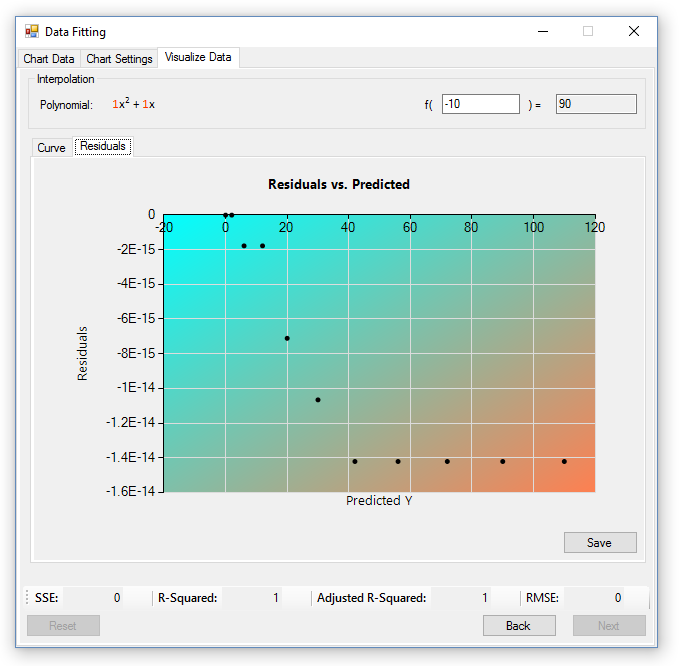 Data Fitting
Chart Data Chart Settings Visualize Data
Interpolation
Polynomial: 1x² + 1x f( -10 ) = 90
Curve Residuals
Residuals vs. Predicted
0
-20 0 20 40 60 80 100 120
-2E-15
-4E-15
-6E-15
-8E-15
-1E-14
-1.2E-14
-1.4E-14
-1.6E-14
Residuals
Predicted Y
Save
SSE: 0 R-Squared: 1 Adjusted R-Squared: 1 RMSE: 0
Reset Back Next